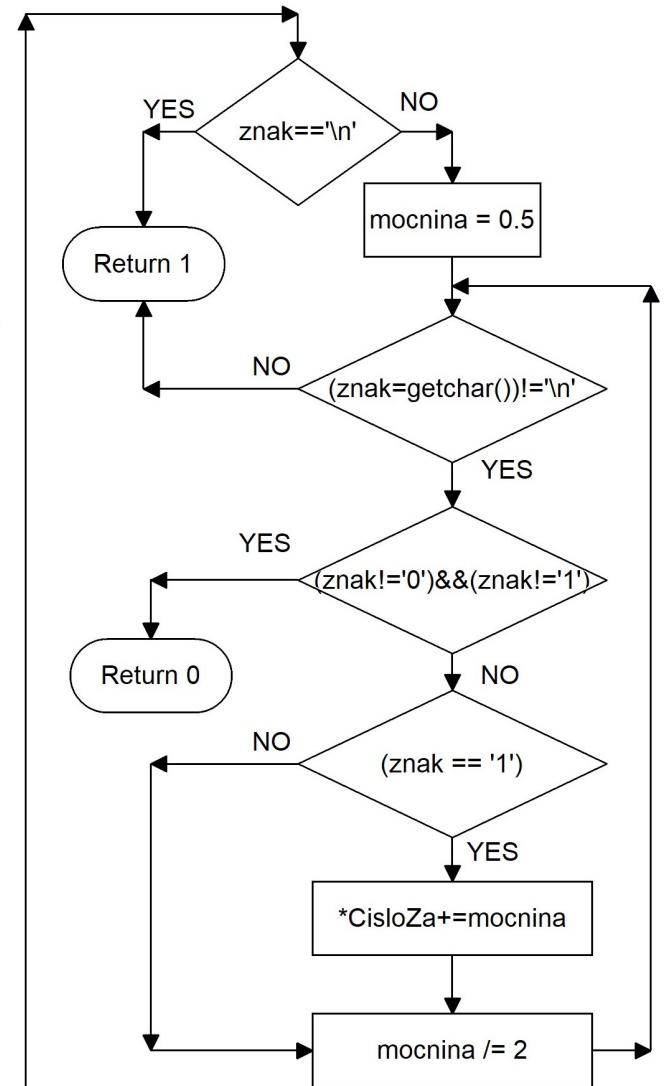 YES
NO
znak=='\n'
mocnina = 0.5
Return 1
NO
(znak=getchar())!='\n'
YES
YES
(znak!='0')&&(znak!='1')
Return 0
NO
NO
(znak == '1')
YES
*CisloZa+=mocnina
mocnina /= 2